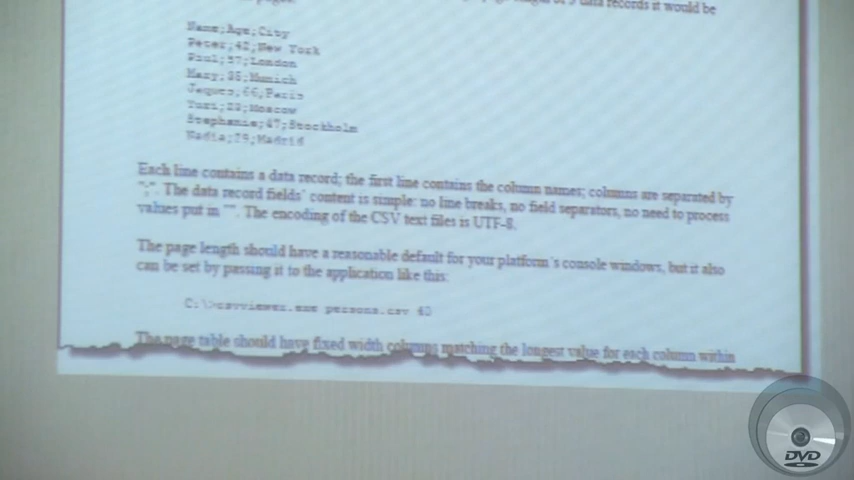 data records it would be
Name;Age;City
Peter;42;New York
Paul;57;London
Mary;35;Munich
Jaques;66;Paris
Yuri;23;Moscow
Stephanie;47;Stockholm
Nadia;29;Madrid
Each line contains a data record; the first line contains the column names; columns are separated by
";". The data record fields' content is simple: no line breaks, no field separators, no need to process
values put in "". The encoding of the CSV text files is UTF-8.
The page length should have a reasonable default for your platform's console windows, but it also
can be set by passing it to the application like this:
C:\>csvviewer.exe persons.csv 40
The page table should have fixed width columns matching the longest value for each column within
DVD